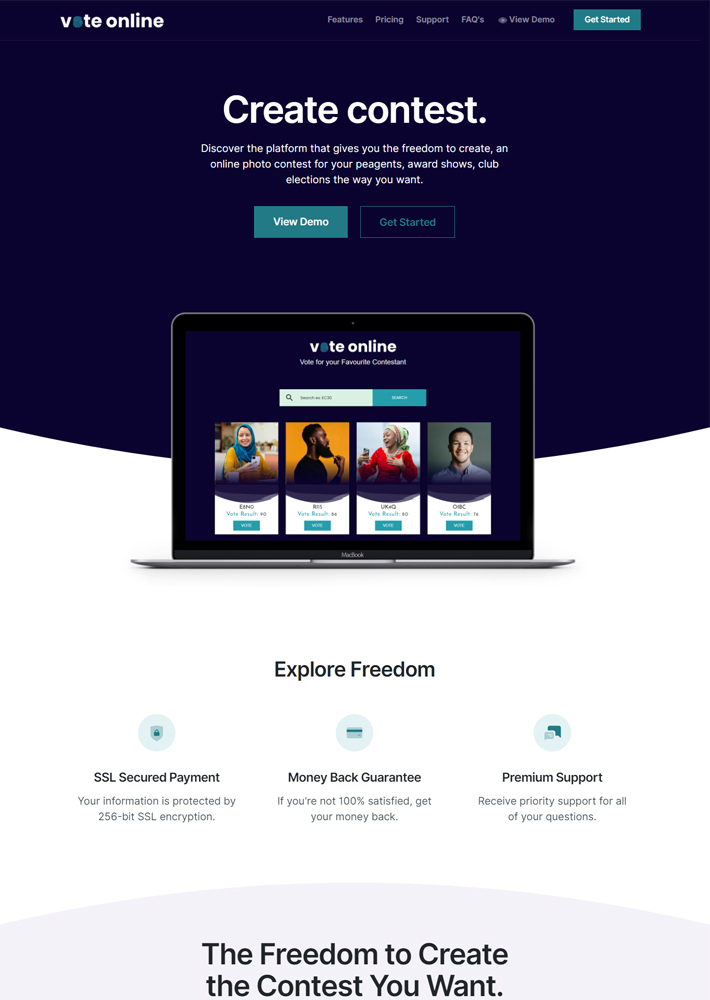 vote online
Features Pricing Support FAQ's View Demo Get Started
Create contest.
Discover the platform that gives you the freedom to create, an
online photo contest for your peagents, award shows, club
elections the way you want.
View Demo Get Started
vote online
Vote for your Favourite Contestant
Search ex: EC30 SEARCH
E6N0 R1I5 UK4Q OI8C
Vote Result: 90 Vote Result: 86 Vote Result: 80 Vote Result: 76
VOTE VOTE VOTE VOTE
MacBook
Explore Freedom
SSL Secured Payment Money Back Guarantee Premium Support
Your information is protected by If you're not 100% satisfied, get Receive priority support for all
256-bit SSL encryption. your money back. of your questions.
The Freedom to Create
the Contest You Want.